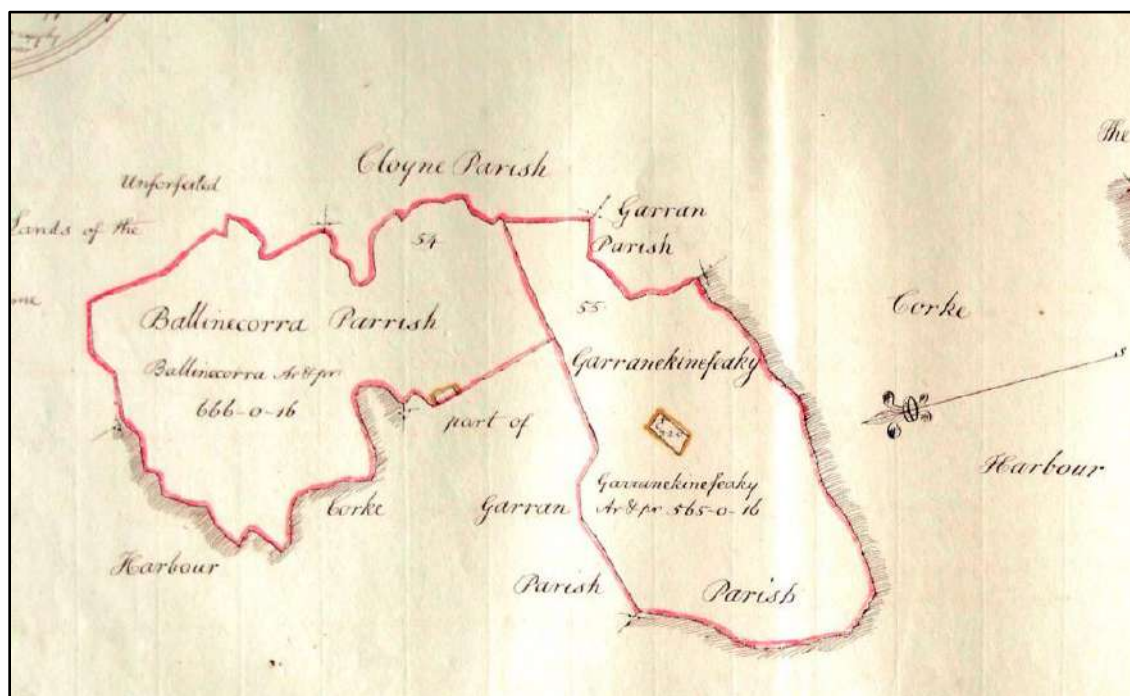 The
Cloyne Parish
Unforfeited
Lands of the
Garran
Parish
54
55
Corke
S
Ballinecorra Parrish
Garranekinefeaky
Ballinecorra Ar & pr
666-0-16
part of
Garranekinefeaky
Ar & pr 565-0-16
Harbour
Corke
Garran
Harbour
Parish
Parish